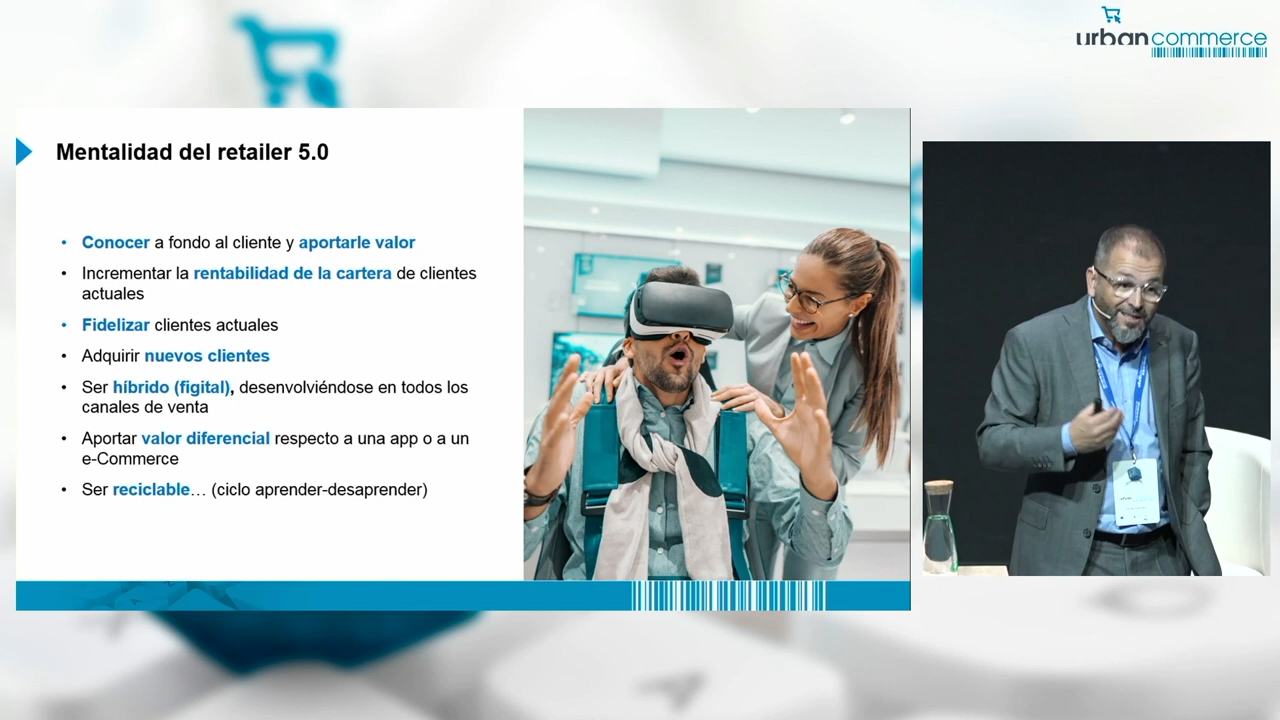 urbancommerce
Mentalidad del retailer 5.0
• Conocer a fondo al cliente y aportarle valor
• Incrementar la rentabilidad de la cartera de clientes
actuales
• Fidelizar clientes actuales
• Adquirir nuevos clientes
• Ser híbrido (figital), desenvolviéndose en todos los
canales de venta
• Aportar valor diferencial respecto a una app o a un
e-Commerce
• Ser reciclable… (ciclo aprender-desaprender)